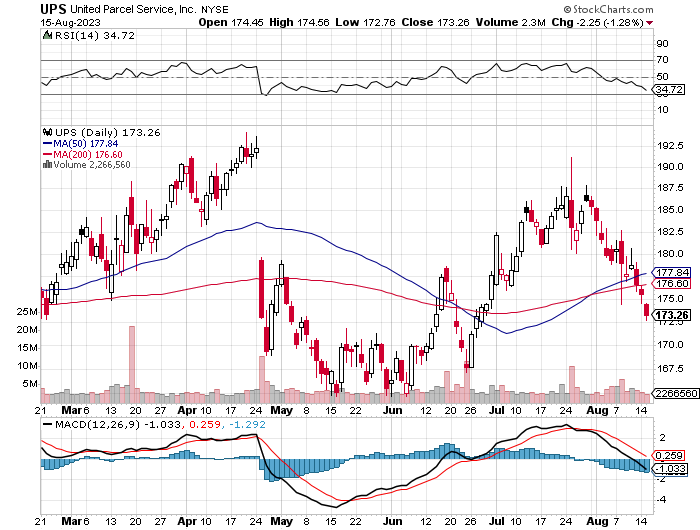 UPS United Parcel Service, Inc. NYSE © StockCharts.com
15-Aug-2023 Open 174.45 High 174.56 Low 172.76 Close 173.26 Volume 2.3M Chg -2.25 (-1.28%)
RSI(14) 34.72
90
70
50
34.72
30
10
UPS (Daily) 173.26
MA(50) 177.84
MA(200) 176.60
Volume 2,266,560
192.5
190.0
187.5
185.0
182.5
180.0
177.84
176.60
175.0
173.26
172.5
170.0
167.5
25M
20M
15M
10M
5M
2266560
21 Mar 6 13 20 27 Apr 10 17 24 May 8 15 22 Jun 12 20 26 Jul 10 17 24 Aug 7 14
MACD(12,26,9) -1.033, 0.259, -1.292
2
0.259
-1.033
-2
-4
21 Mar 6 13 20 27 Apr 10 17 24 May 8 15 22 Jun 12 20 26 Jul 10 17 24 Aug 7 14